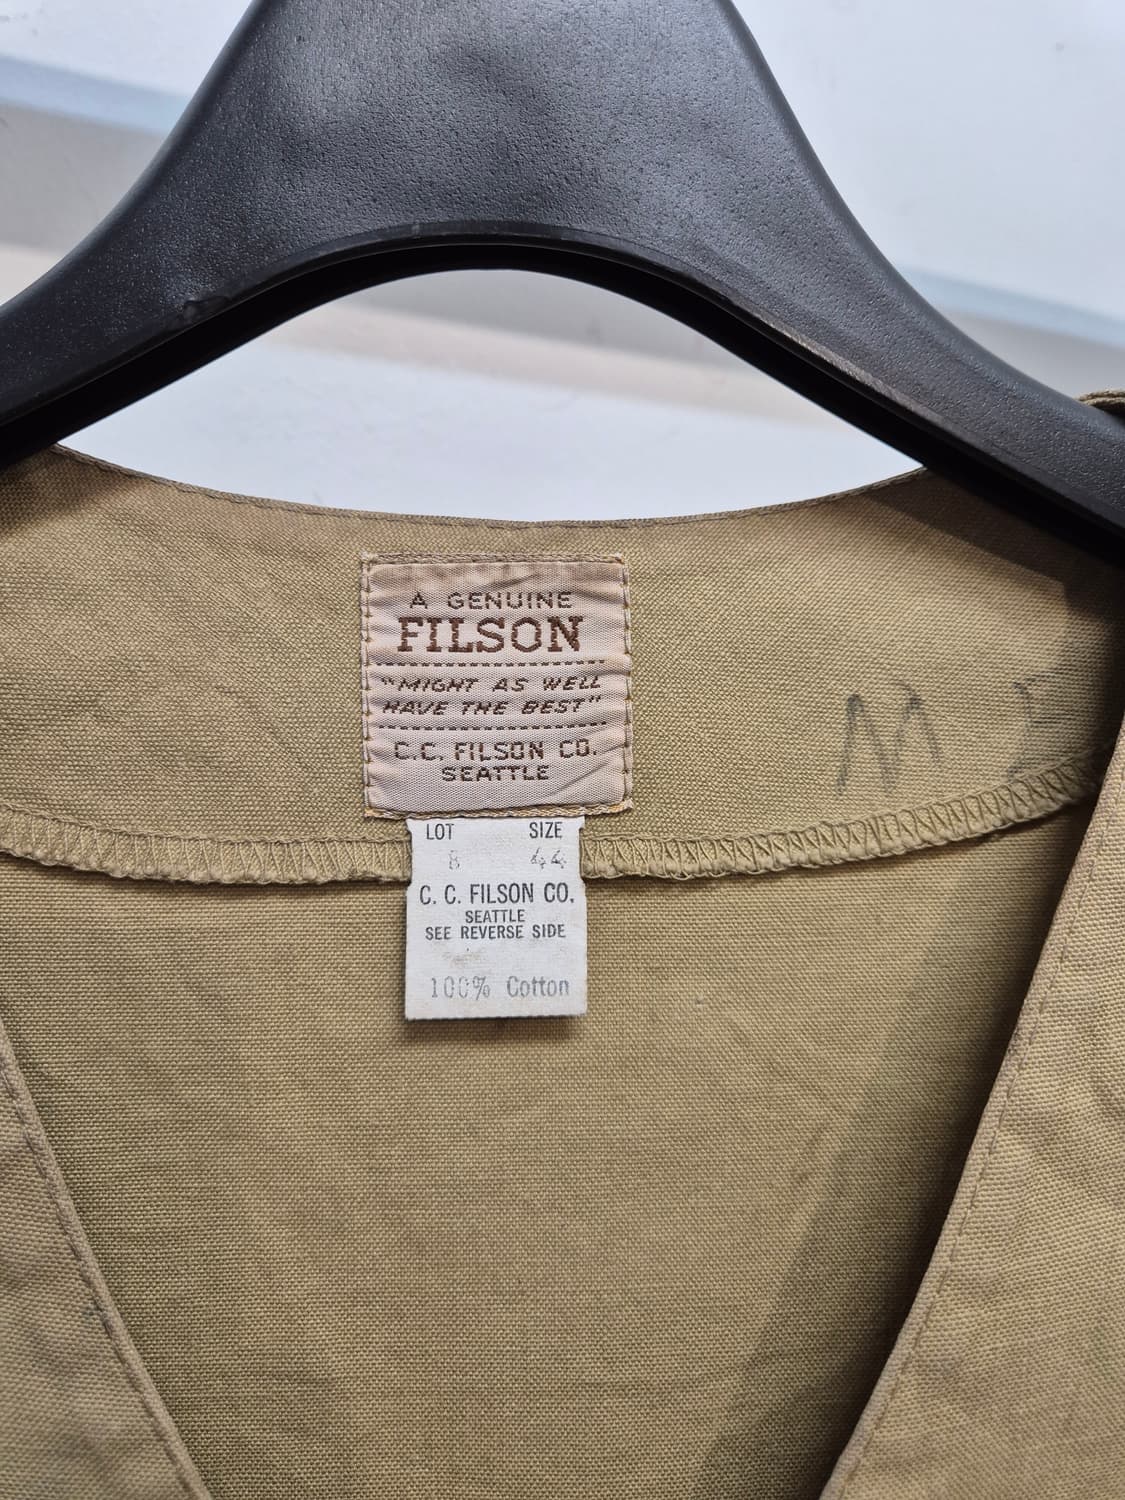 A GENUINE
FILSON
"MIGHT AS WELL
HAVE THE BEST"
C.C. FILSON CO.
SEATTLE
LOT SIZE
8 44
C. C. FILSON CO.
SEATTLE
SEE REVERSE SIDE
100% Cotton
M